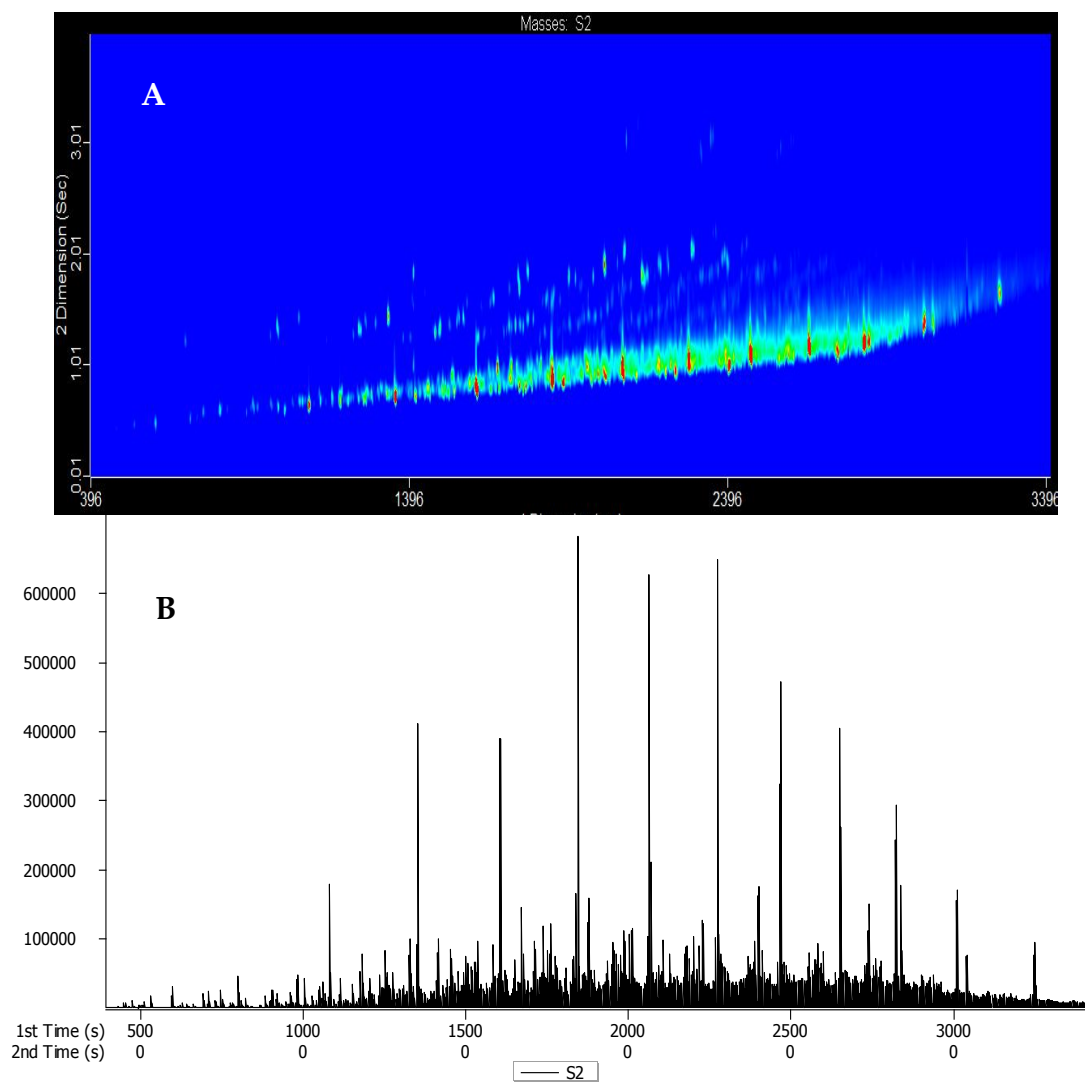 Masses: S2
A
3.01
2.01
1.01
0.01
2 Dimension (Sec)
396 1396 2396 3396
B
600000
500000
400000
300000
200000
100000
1st Time (s) 500 1000 1500 2000 2500 3000
2nd Time (s) 0 0 0 0 0 0
S2